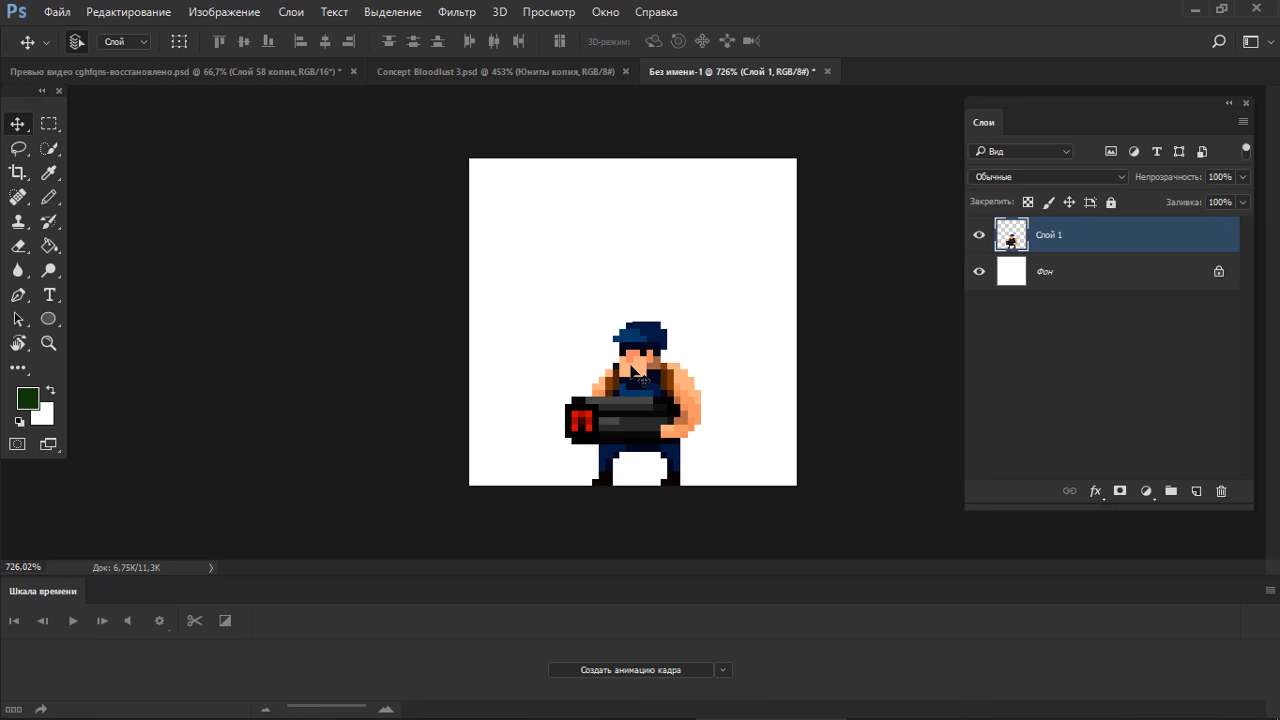 Ps Файл Редактирование Изображение Слои Текст Выделение Фильтр 3D Просмотр Окно Справка
Слой 3D-режим:
Превью видео cghfqns-восстановлено.psd @ 66,7% (Слой 58 копия, RGB/16*) * Concept Bloodlust 3.psd @ 453% (Юниты копия, RGB/8#) Без имени-1 @ 726% (Слой 1, RGB/8#) *
Слои
Вид
Обычные Непрозрачность: 100%
Закрепить: Заливка: 100%
Слой 1
Фон
fx
726,02% Док: 6,75K/11,3K
Шкала времени
Создать анимацию кадра